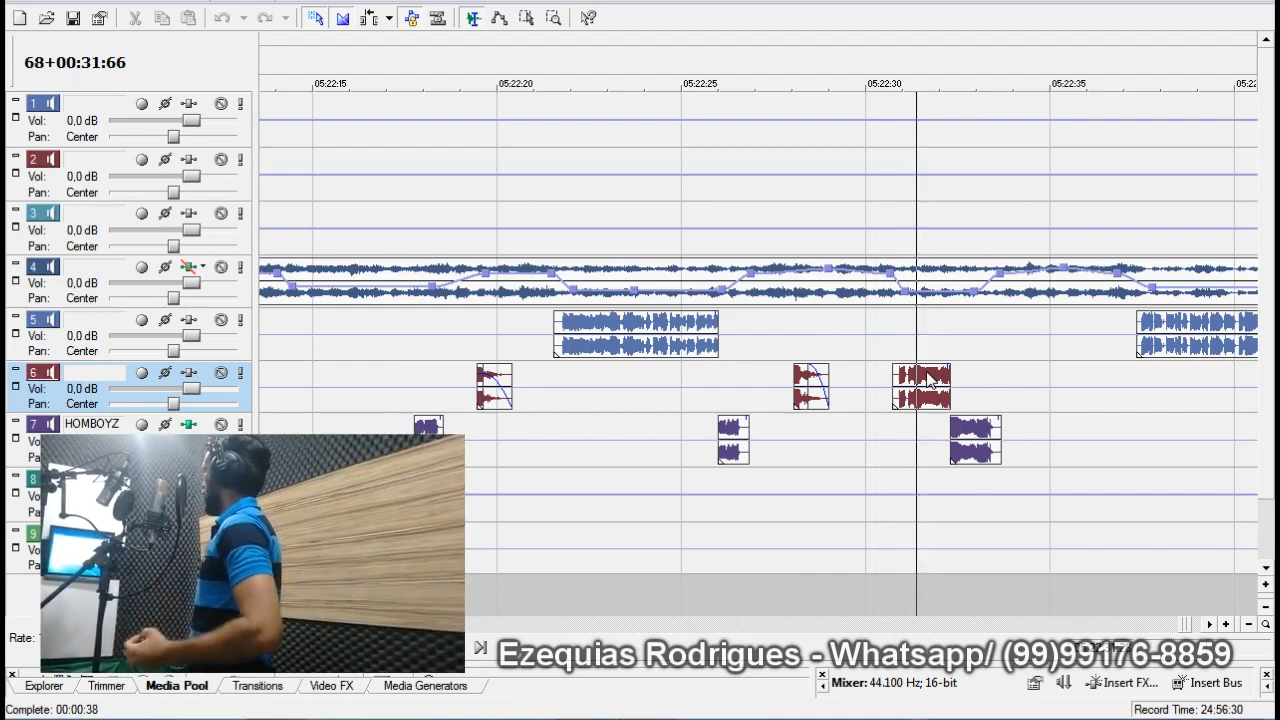 68+00:31:66
05:22:15 05:22:20 05:22:25 05:22:30 05:22:35 05:22
1
Vol: 0,0 dB
Pan: Center
2
Vol: 0,0 dB
Pan: Center
3
Vol: 0,0 dB
Pan: Center
4
Vol: 0,0 dB
Pan: Center
5
Vol: 0,0 dB
Pan: Center
6
Vol: 0,0 dB
Pan: Center
7 HOMBOYZ
8
9
Rate:
Ezequias Rodrigues - Whatsapp/ (99)99176-8859
Explorer Trimmer Media Pool Transitions Video FX Media Generators
Mixer: 44.100 Hz; 16-bit Insert FX... Insert Bus
Complete: 00:00:38 Record Time: 24:56:30